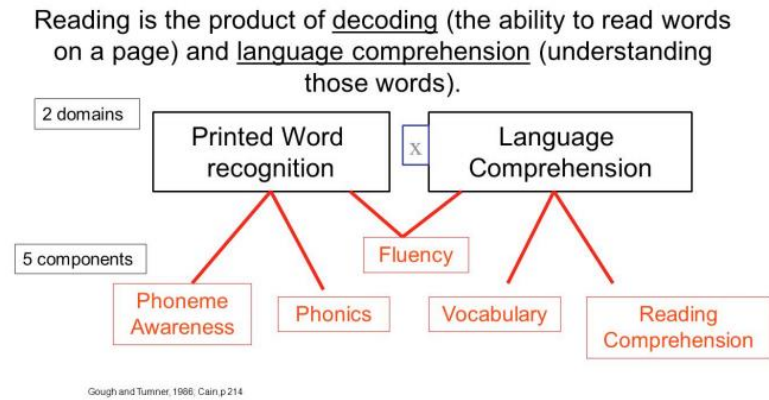 Reading is the product of decoding (the ability to read words
on a page) and language comprehension (understanding
those words).
2 domains
Printed Word
recognition
x
Language
Comprehension
5 components
Fluency
Phoneme
Awareness
Phonics
Vocabulary
Reading
Comprehension
Gough and Tumner, 1986; Cain,p 214